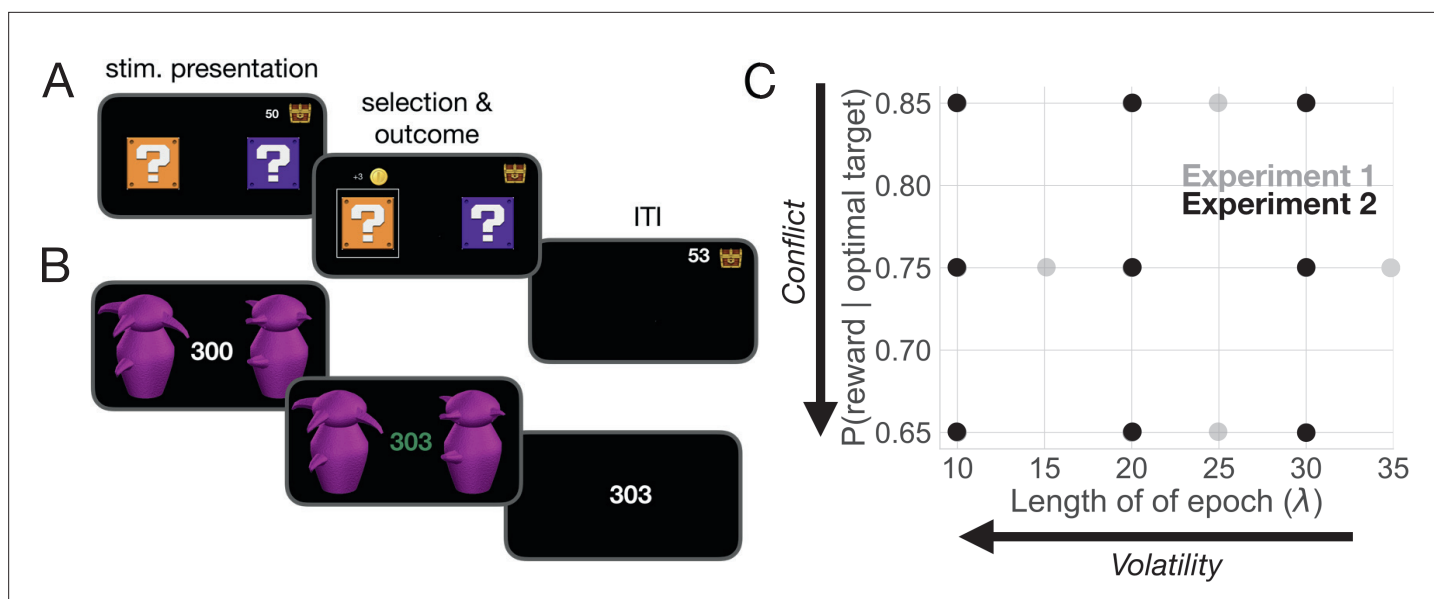 A
stim. presentation
50
?
?
selection &
outcome
+3
?
?
ITI
53
B
300
303
303
C
Conflict
P(reward | optimal target)
0.85
0.80
0.75
0.70
0.65
Experiment 1
Experiment 2
10 15 20 25 30 35
Length of of epoch (λ)
Volatility